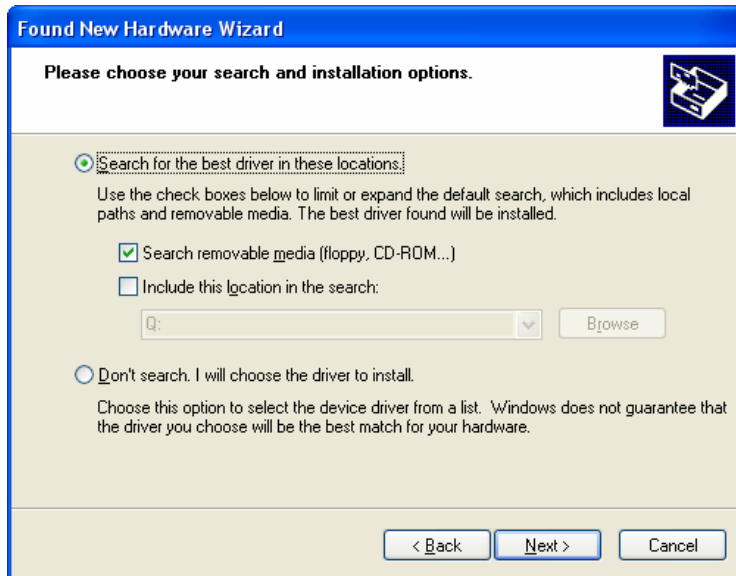 Found New Hardware Wizard
Please choose your search and installation options.
Search for the best driver in these locations.
Use the check boxes below to limit or expand the default search, which includes local
paths and removable media. The best driver found will be installed.
Search removable media (floppy, CD-ROM...)
Include this location in the search:
Q:
Browse
Don't search. I will choose the driver to install.
Choose this option to select the device driver from a list. Windows does not guarantee that
the driver you choose will be the best match for your hardware.
< Back
Next >
Cancel